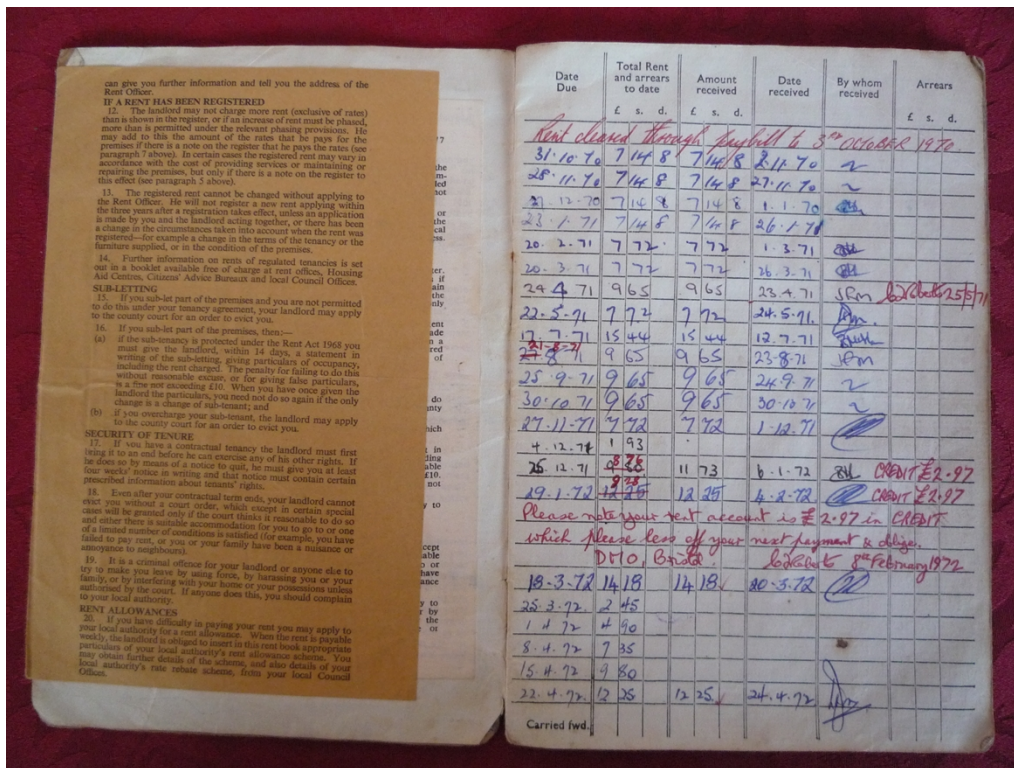 can give you further information and tell you the address of the
Rent Officer.
IF A RENT HAS BEEN REGISTERED
12. The landlord may not charge more rent (exclusive of rates)
than is shown in the register, or if an increase of rent must be phased,
more than is permitted under the relevant phasing provisions. He
may add to this the amount of the rates that he pays for the
premises if there is a note on the register that he pays the rates (see
paragraph 7 above). In certain cases the registered rent may vary in
accordance with the cost of providing services or maintaining or
repairing the premises, but only if there is a note on the register to
this effect (see paragraph 5 above).
13. The registered rent cannot be changed without applying to
the Rent Officer. He will not register a new rent applying within
the three years after a registration takes effect, unless an application
is made by you and the landlord acting together, or there has been
a change in the circumstances taken into account when the rent was
registered—for example a change in the terms of the tenancy or the
furniture supplied, or in the condition of the premises.
14. Further information on rents of regulated tenancies is set
out in a booklet available free of charge at rent offices, Housing
Aid Centres, Citizens' Advice Bureaux and local Council Offices.
SUB-LETTING
15. If you sub-let part of the premises and you are not permitted
to do this under your tenancy agreement, your landlord may apply
to the county court for an order to evict you.
16. If you sub-let part of the premises, then:—
(a) if the sub-tenancy is protected under the Rent Act 1968 you
must give the landlord, within 14 days, a statement in
writing of the sub-letting, giving particulars of occupancy,
including the rent charged. The penalty for failing to do this
without reasonable excuse, or for giving false particulars,
is a fine not exceeding £10. When you have once given the
landlord the particulars, you need not do so again if the only
change is a change of sub-tenant; and
(b) if you overcharge your sub-tenant, the landlord may apply
to the county court for an order to evict you.
SECURITY OF TENURE
17. If you have a contractual tenancy the landlord must first
bring it to an end before he can exercise any of his other rights. If
he does so by means of a notice to quit, he must give you at least
four weeks' notice in writing and that notice must contain certain
prescribed information about tenants' rights.
18. Even after your contractual term ends, your landlord cannot
evict you without a court order, which except in certain special
cases will be granted only if the court thinks it reasonable to do so
and either there is suitable accommodation for you to go to or one
of a limited number of conditions is satisfied (for example, you have
failed to pay rent, or you or your family have been a nuisance or
annoyance to neighbours).
19. It is a criminal offence for your landlord or anyone else to
try to make you leave by using force, by harassing you or your
family, or by interfering with your home or your possessions unless
authorised by the court. If anyone does this, you should complain
to your local authority.
RENT ALLOWANCES
20. If you have difficulty in paying your rent you may apply to
your local authority for a rent allowance. When the rent is payable
weekly, the landlord is obliged to insert in this rent book appropriate
particulars of your local authority's rent allowance scheme. You
may obtain further details of the scheme, and also details of your
local authority's rate rebate scheme, from your local Council
Offices.
Date Due Total Rent and arrears to date Amount received Date received By whom received Arrears
£ s. d. £ s. d. £ s. d.
Rent cleared through paybill to 3RD OCTOBER 1970
31.10.70 7 14 8 7 14 8 2.11.70
28.11.70 7 14 8 7 14 8 27.11.70
12.70 7 14 8 7 14 8 1.1.70
23.1.71 7 14 8 7 14 8 26.1.71
20.2.71 7 72 7 72 1.3.71
20.3.71 7 72 7 72 26.3.71
24.4.71 9 65 9 65 23.4.71 25/5/71
22.5.71 7 72 7 72 24.5.71.
17.7.71 15 44 15 44 12.7.71
21-8-71
8 71 9 65 9 65 23-8-71
25.9.71 9 65 9 65 24.9.71
30.10.71 9 65 9 65 30.10.71
27-11-71 7 72 7 72 1-12.71
4.12.71 1 93
25.12.71 11 73 6.1.72 CREDIT £2.97
29.1.72 12 25 12 25 4.2.72 CREDIT £2.97
Please note your rent account is £2.97 in CREDIT
which please less off your next payment & oblige.
DMO, Bristol. 8th February 1972
18-3-72 14 18 14 18 20-3.72
25.3.72 2 45
1 4 72 4 90
8.4.72 7 35
15.4.72 9 80
22.4.72. 12 25 12 25 24.4.72
Carried fwd.